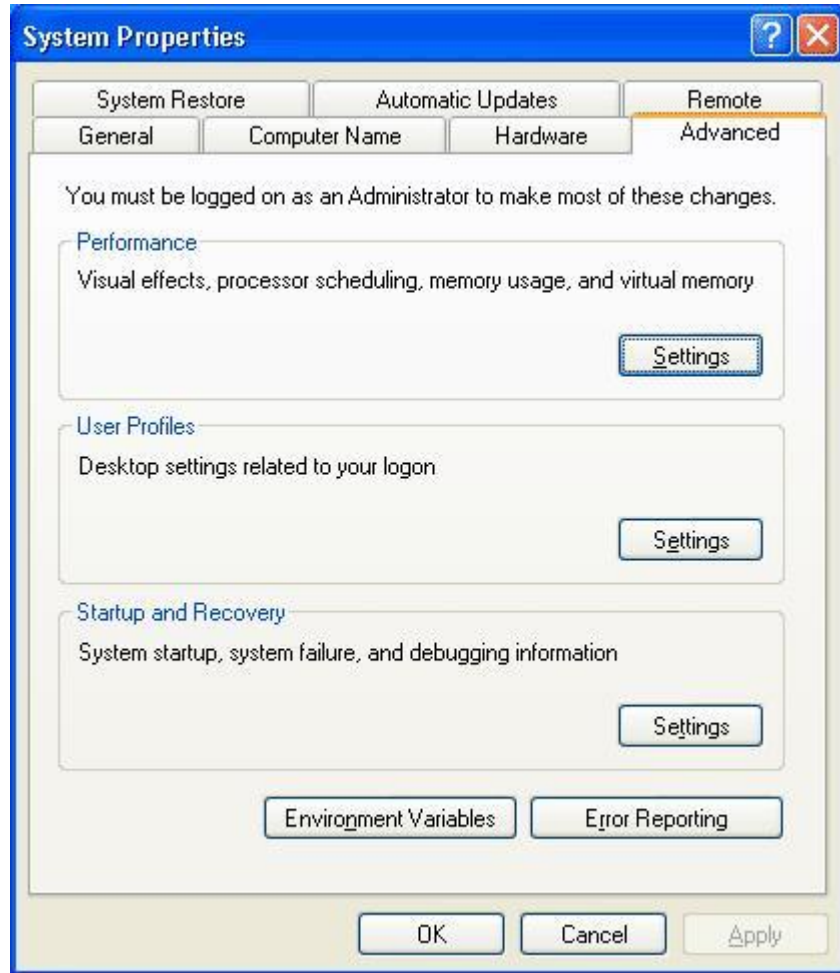 System Properties
System Restore
Automatic Updates
Remote
General
Computer Name
Hardware
Advanced
You must be logged on as an Administrator to make most of these changes.
Performance
Visual effects, processor scheduling, memory usage, and virtual memory
Settings
User Profiles
Desktop settings related to your logon
Settings
Startup and Recovery
System startup, system failure, and debugging information
Settings
Environment Variables
Error Reporting
OK
Cancel
Apply